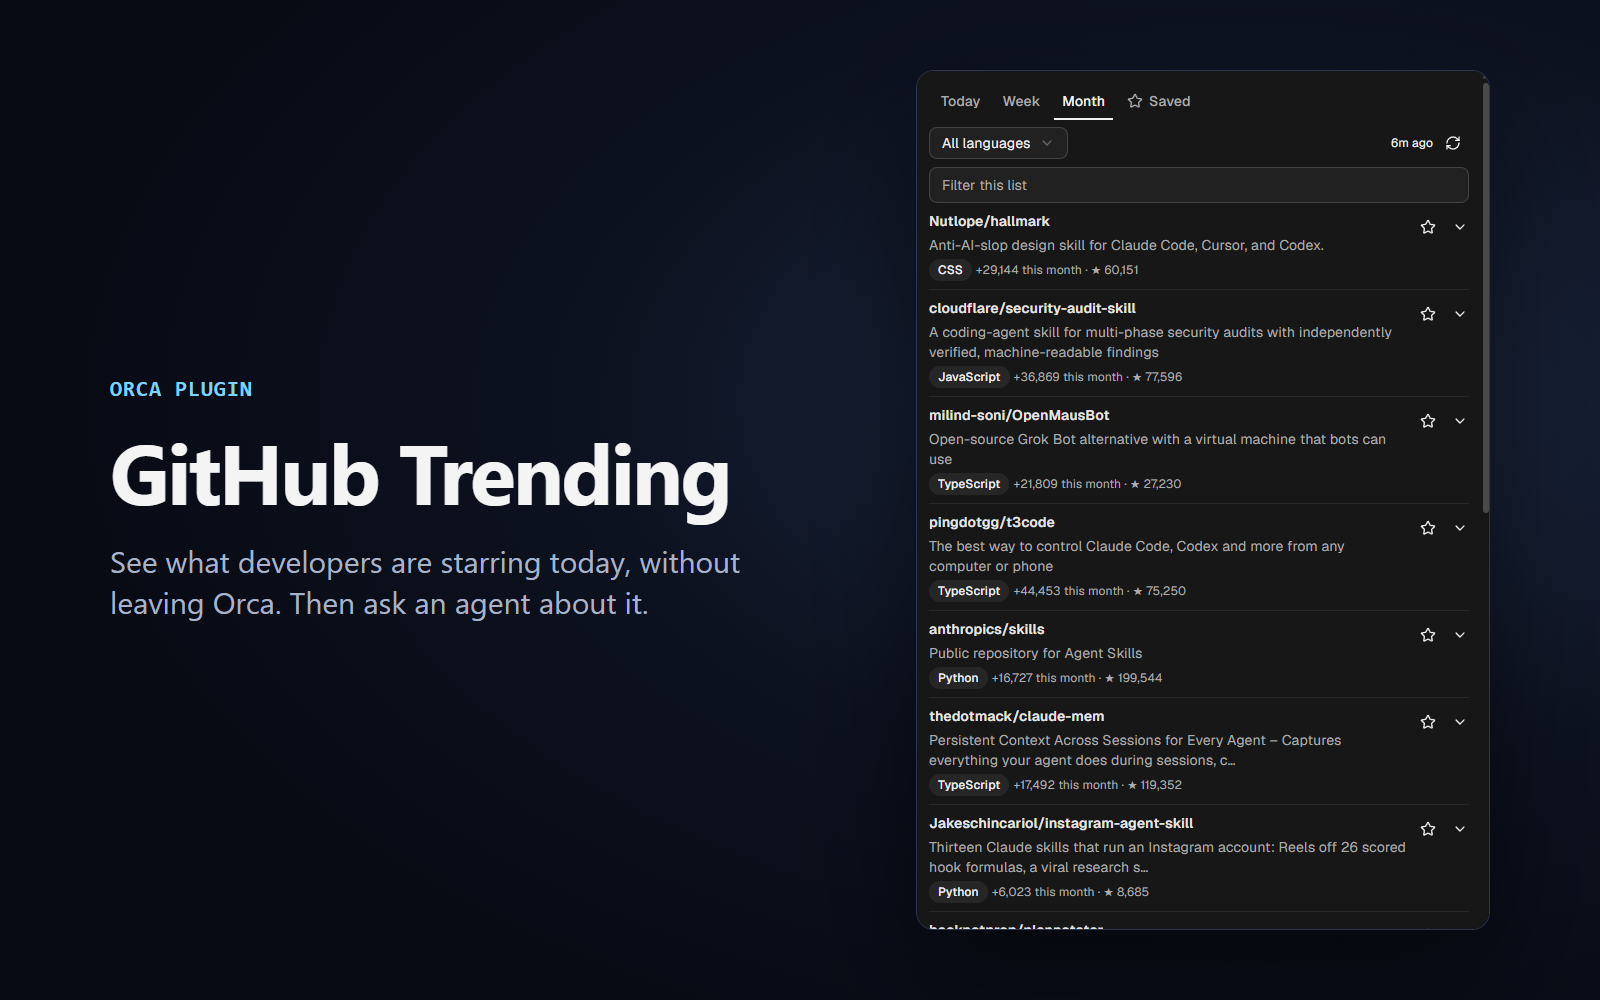 ORCA PLUGIN
GitHub Trending
See what developers are starring today, without
leaving Orca. Then ask an agent about it.
Today Week Month Saved
All languages 6m ago
Filter this list
Nutlope/hallmark
Anti-AI-slop design skill for Claude Code, Cursor, and Codex.
CSS +29,144 this month · ★ 60,151
cloudflare/security-audit-skill
A coding-agent skill for multi-phase security audits with independently
verified, machine-readable findings
JavaScript +36,869 this month · ★ 77,596
milind-soni/OpenMausBot
Open-source Grok Bot alternative with a virtual machine that bots can
use
TypeScript +21,809 this month · ★ 27,230
pingdotgg/t3code
The best way to control Claude Code, Codex and more from any
computer or phone
TypeScript +44,453 this month · ★ 75,250
anthropics/skills
Public repository for Agent Skills
Python +16,727 this month · ★ 199,544
thedotmack/claude-mem
Persistent Context Across Sessions for Every Agent – Captures
everything your agent does during sessions, c...
TypeScript +17,492 this month · ★ 119,352
Jakeschincariol/instagram-agent-skill
Thirteen Claude skills that run an Instagram account: Reels off 26 scored
hook formulas, a viral research s...
Python +6,023 this month · ★ 8,685